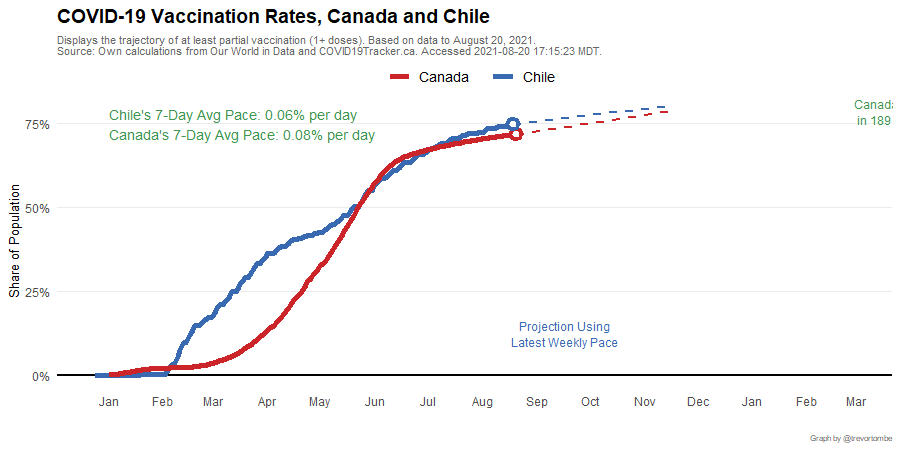 COVID-19 Vaccination Rates, Canada and Chile
Displays the trajectory of at least partial vaccination (1+ doses). Based on data to August 20, 2021.
Source: Own calculations from Our World in Data and COVID19Tracker.ca. Accessed 2021-08-20 17:15:23 MDT.
Canada Chile
Canada
in 189
Chile's 7-Day Avg Pace: 0.06% per day
Canada's 7-Day Avg Pace: 0.08% per day
75%
50%
25%
0%
Share of Population
Projection Using
Latest Weekly Pace
Jan Feb Mar Apr May Jun Jul Aug Sep Oct Nov Dec Jan Feb Mar
Graph by @trevortombe